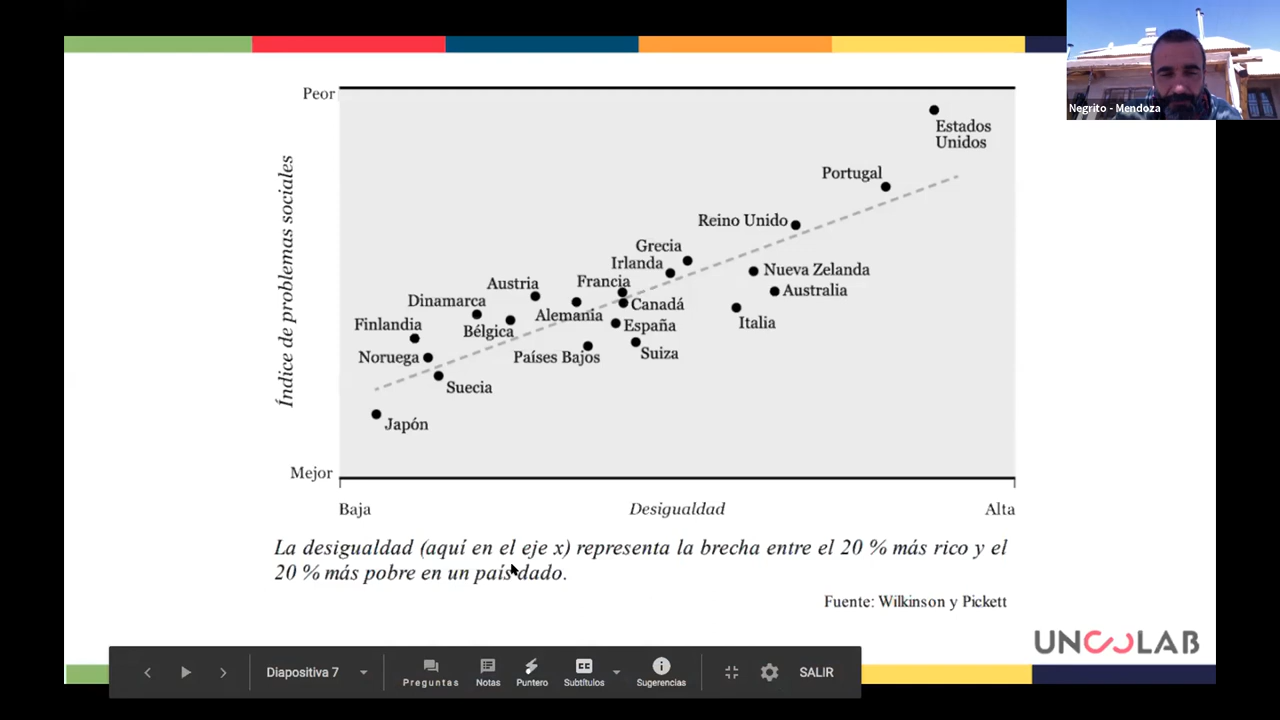 Negrito - Mendoza
Peor
Índice de problemas sociales
Estados
Unidos
Portugal
Reino Unido
Grecia
Irlanda
Nueva Zelanda
Francia
Austria
Australia
Dinamarca
Canadá
Alemania
Finlandia
Bélgica
España
Italia
Noruega
Países Bajos
Suiza
Suecia
Japón
Mejor
Baja
Desigualdad
Alta
La desigualdad (aquí en el eje x) representa la brecha entre el 20 % más rico y el
20 % más pobre en un país dado.
Fuente: Wilkinson y Pickett
UNCOLAB
Diapositiva 7
Preguntas
Notas
Puntero
CC
Subtítulos
Sugerencias
SALIR